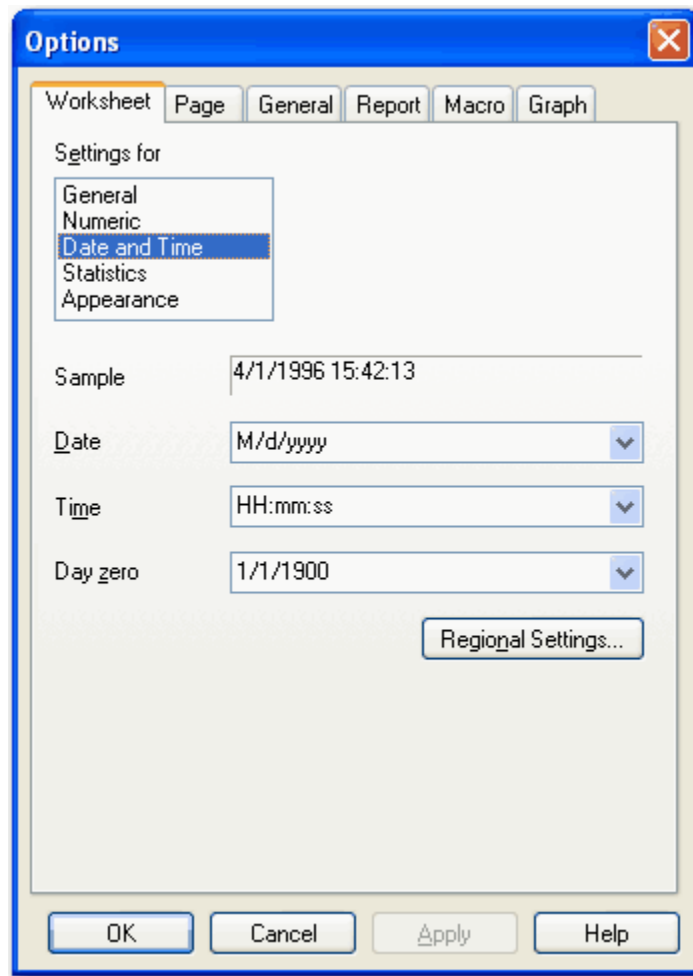 Options
Worksheet Page General Report Macro Graph
Settings for
General
Numeric
Date and Time
Statistics
Appearance
Sample 4/1/1996 15:42:13
Date M/d/yyyy
Time HH:mm:ss
Day zero 1/1/1900
Regional Settings...
OK Cancel Apply Help